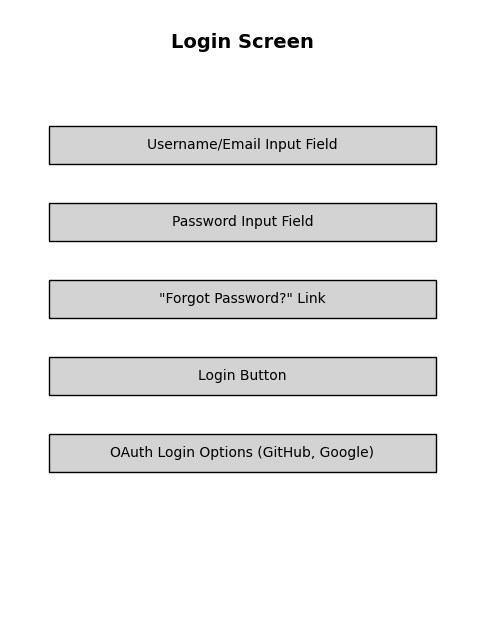 Login Screen
Username/Email Input Field
Password Input Field
"Forgot Password?" Link
Login Button
OAuth Login Options (GitHub, Google)